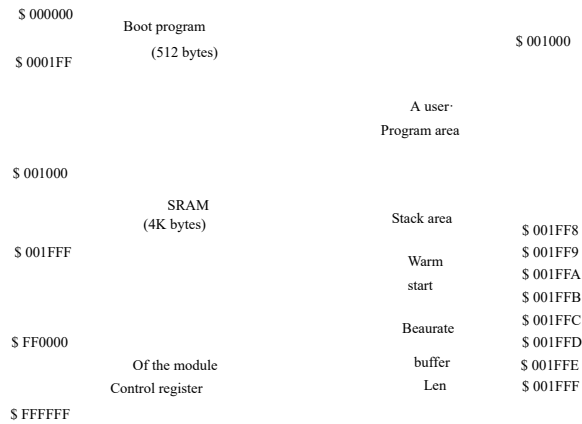 $ 000000
Boot program
(512 bytes)
$ 0001FF
$ 001000
SRAM
(4K bytes)
$ 001FFF
$ FF0000
Of the module
Control register
$ FFFFFF
$ 001000
A user·
Program area
Stack area
$ 001FF8
$ 001FF9
Warm
start
$ 001FFA
$ 001FFB
$ 001FFC
Beaurate
$ 001FFD
buffer
$ 001FFE
Len
$ 001FFF